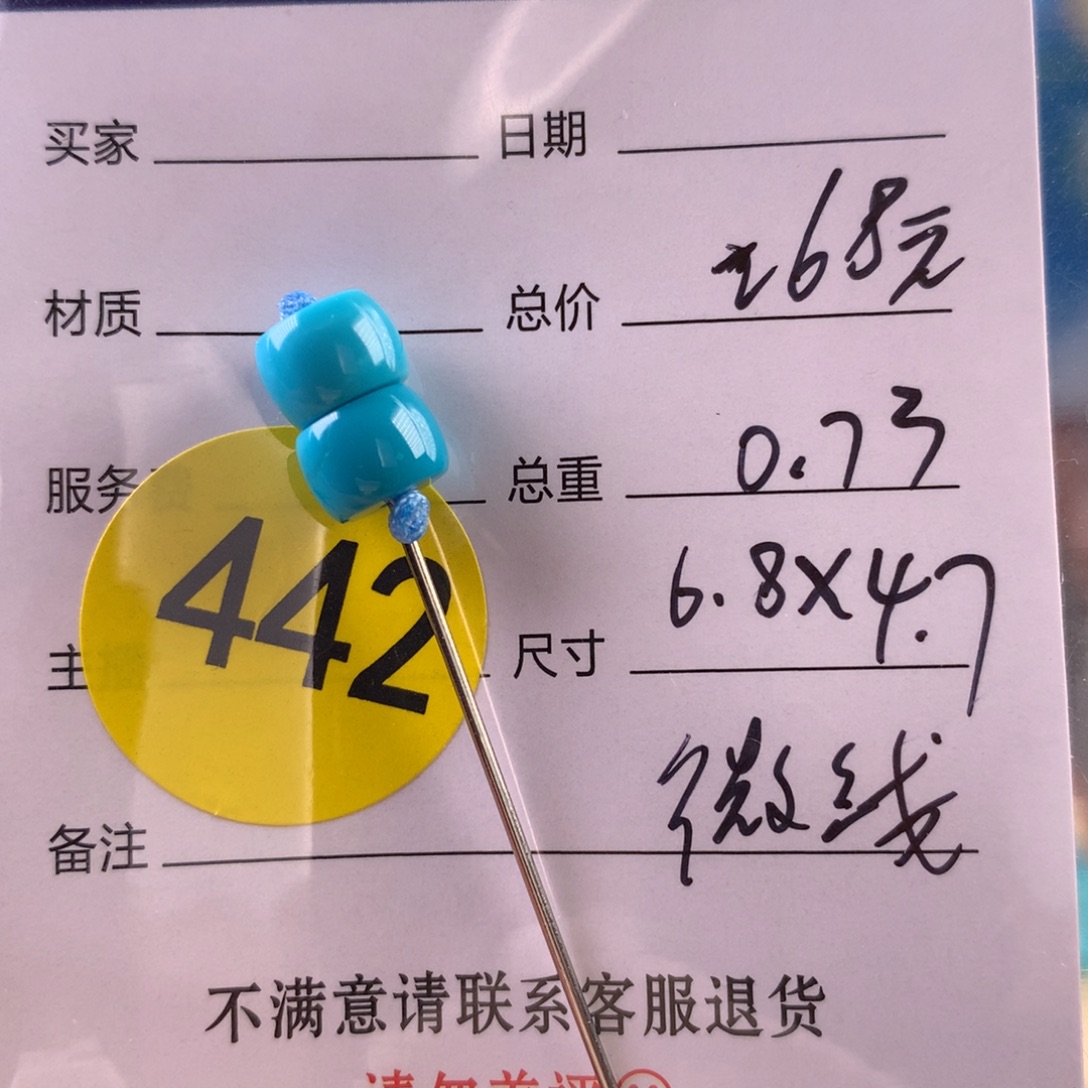 买家 日期
材质 总价 168元
服务 总重 0.73
442
主 尺寸 6.8X4.7
备注 微线
不满意请联系客服退货